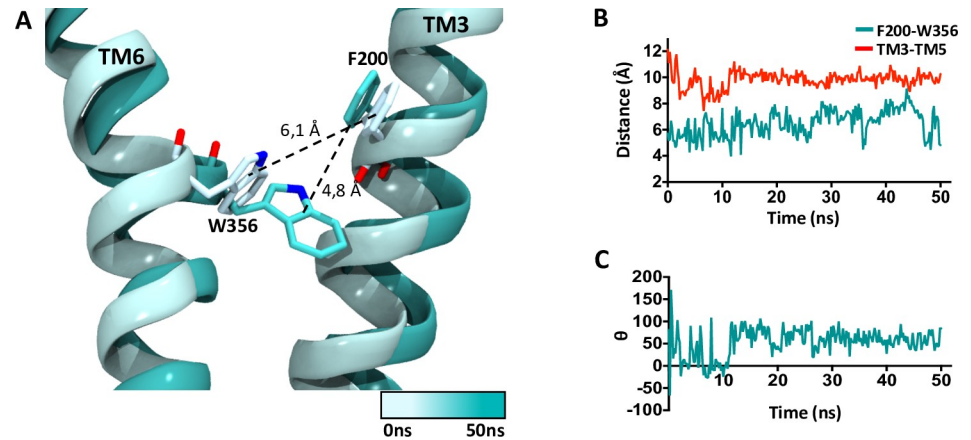 A
TM6
TM3
F200
6,1 Å
4,8 Å
W356
0ns
50ns
B
F200-W356
TM3-TM5
Distance (Å)
12
10
8
6
4
2
0
10
20
30
40
50
Time (ns)
C
θ
200
150
100
50
0
-50
-100
10
20
30
40
50
Time (ns)